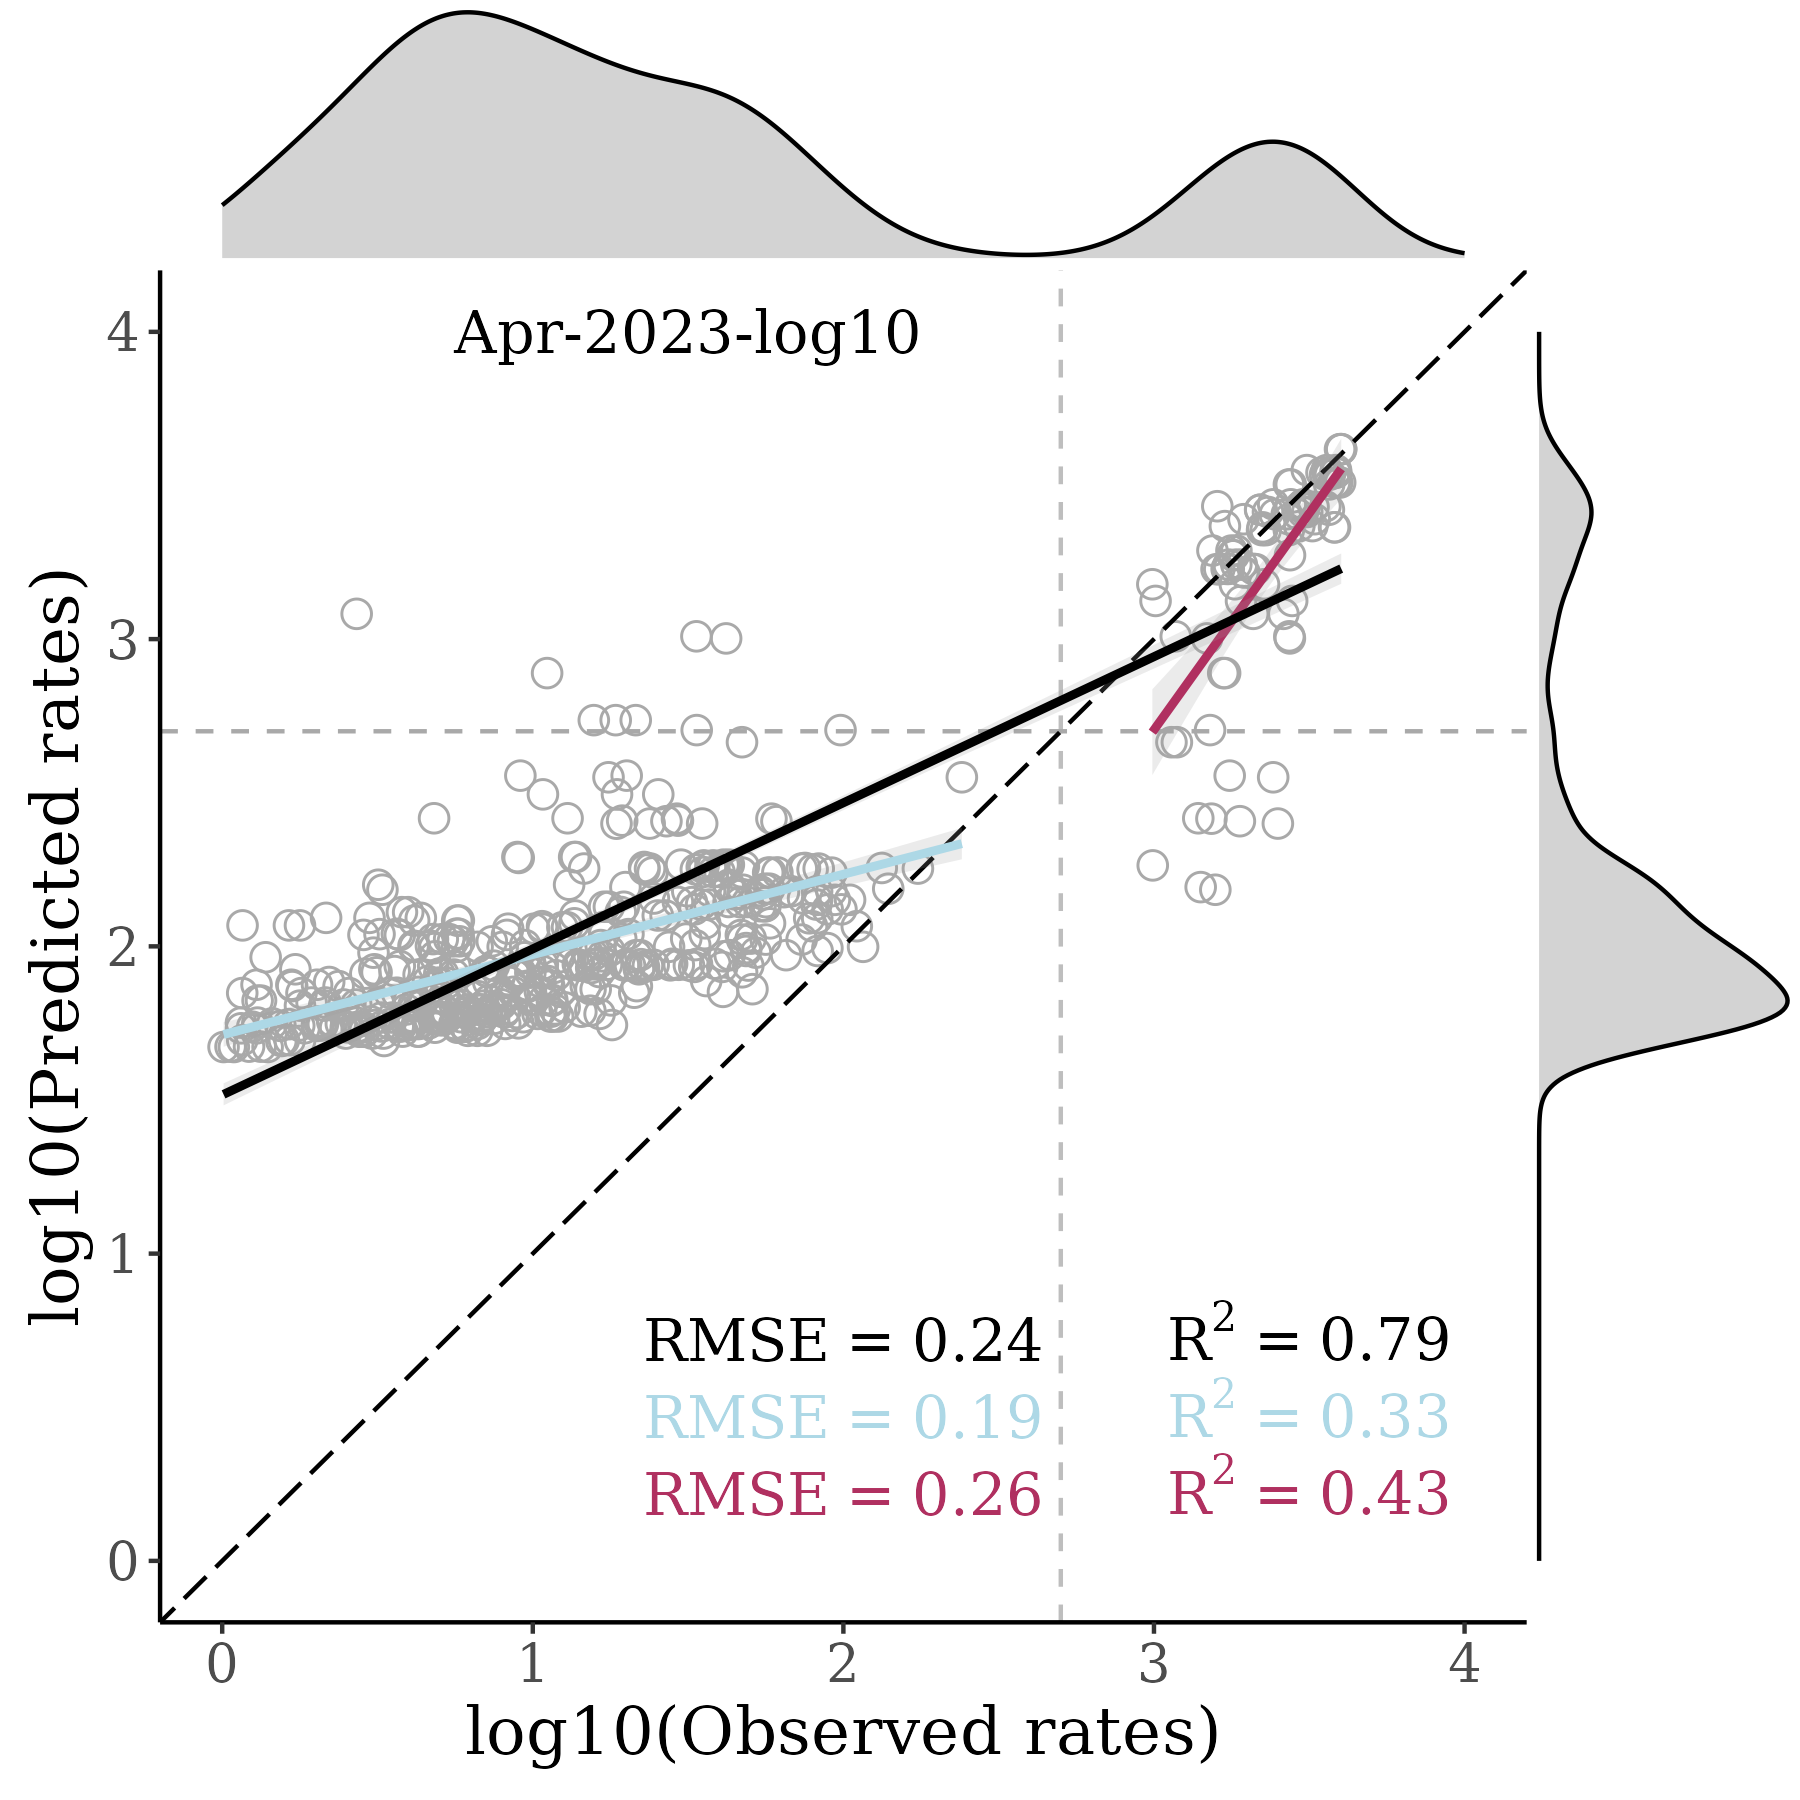 Apr-2023-log10
4
3
2
1
0
log10(Predicted rates)
RMSE = 0.24 R² = 0.79
RMSE = 0.19 R² = 0.33
RMSE = 0.26 R² = 0.43
0 1 2 3 4
log10(Observed rates)